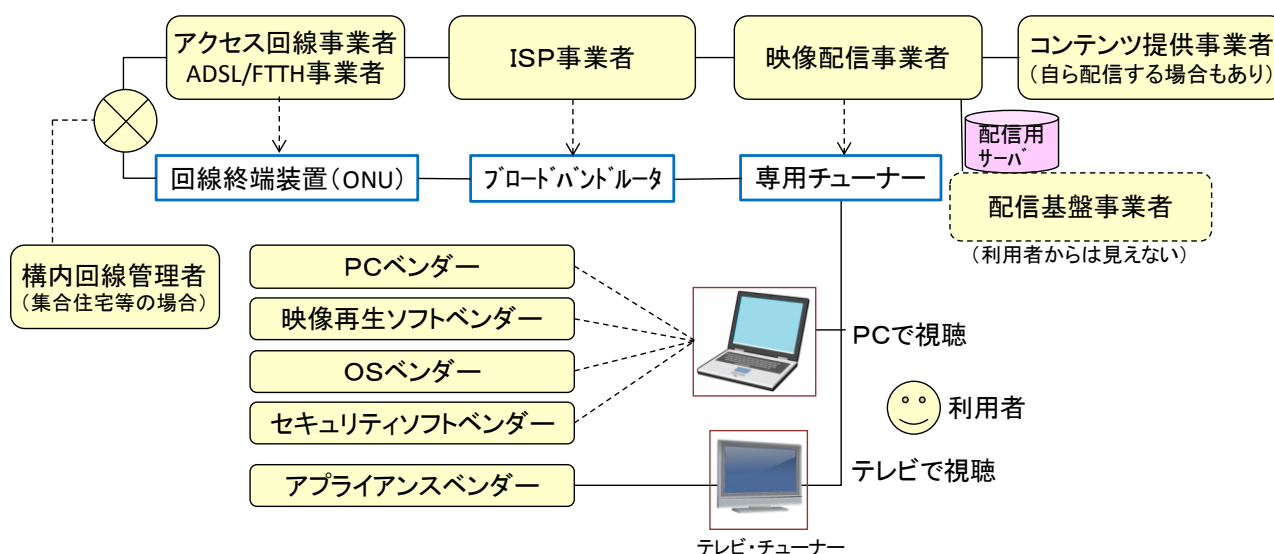 アクセス回線事業者
ADSL/FTTH事業者
ISP事業者
映像配信事業者
コンテンツ提供事業者
（自ら配信する場合もあり）
配信用
ｻｰﾊﾞ
回線終端装置（ONU）
ﾌﾞﾛｰﾄﾞﾊﾞﾝﾄﾞﾙｰﾀ
専用チューナー
配信基盤事業者
（利用者からは見えない）
構内回線管理者
（集合住宅等の場合）
ＰＣベンダー
映像再生ソフトベンダー
ＯＳベンダー
セキュリティソフトベンダー
アプライアンスベンダー
ＰＣで視聴
利用者
テレビで視聴
テレビ・チューナー